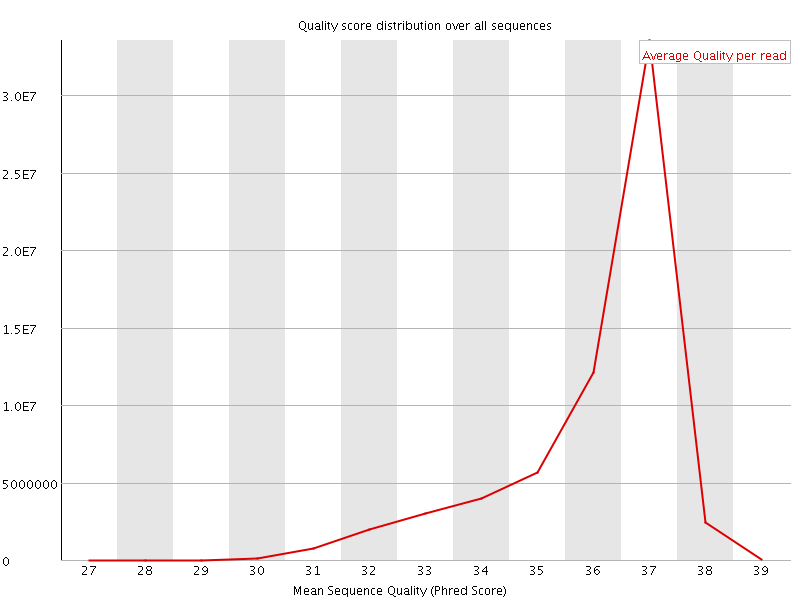 Quality score distribution over all sequences
Average Quality per read
3.0E7
2.5E7
2.0E7
1.5E7
1.0E7
5000000
0
27 28 29 30 31 32 33 34 35 36 37 38 39
Mean Sequence Quality (Phred Score)